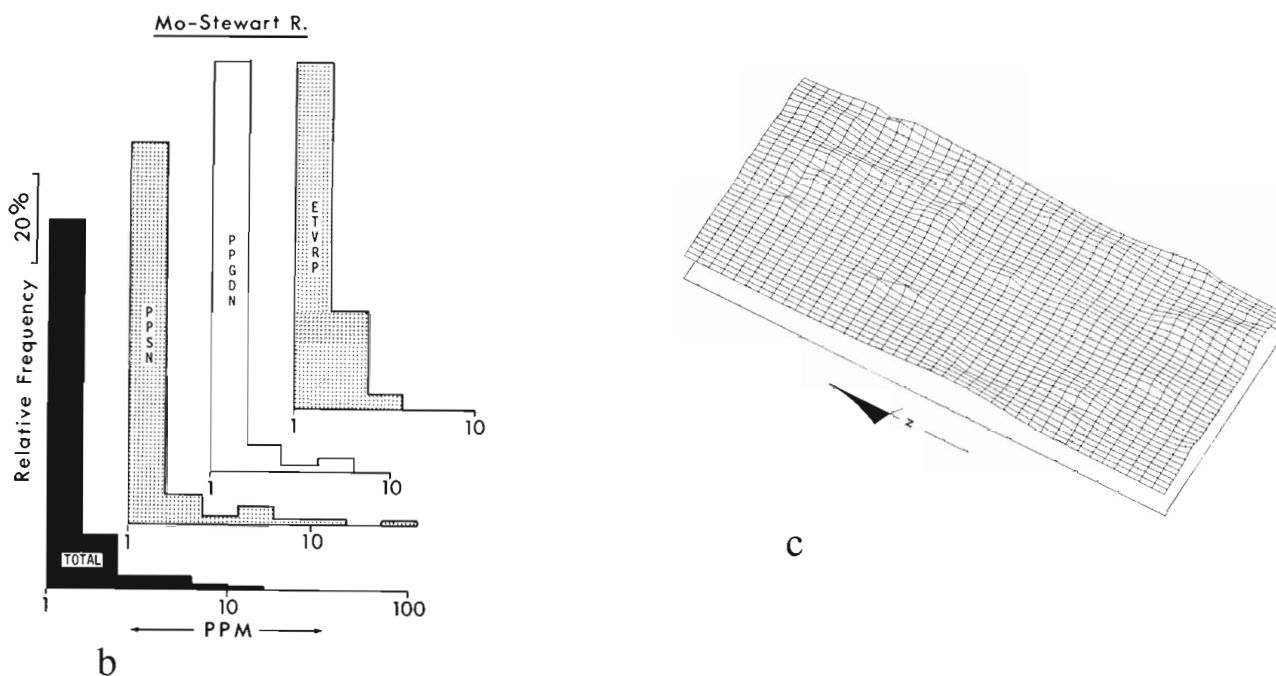 Mo-Stewart R.
Relative Frequency
20%
TOTAL
1
10
100
PPSN
1
10
PPGDN
1
10
ETVRP
1
10
PPM
b
z
c